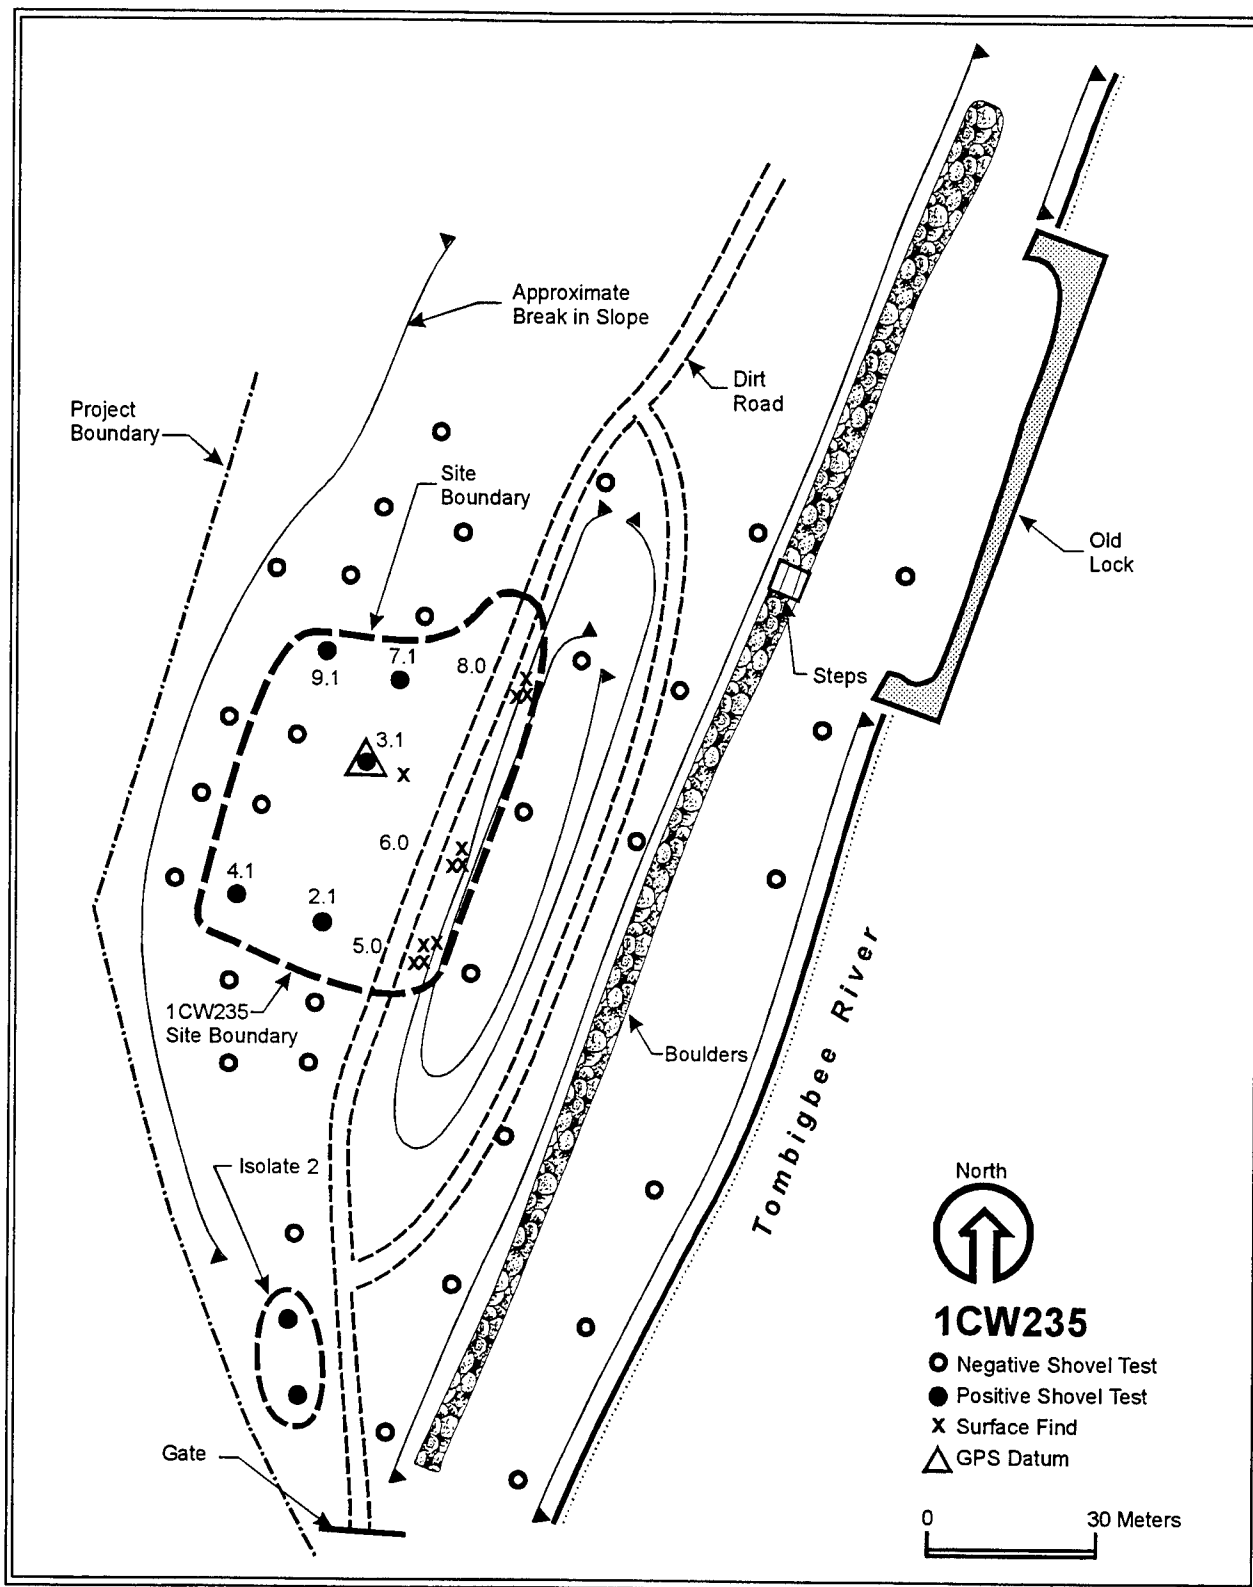 Approximate
Break in Slope
Dirt
Road
Project
Boundary
Site
Boundary
Old
Lock
7.1
9.1
8.0
Steps
3.1
x
6.0
4.1
2.1
5.0
x
x x
x
x x
x x
x x
1CW235
Site Boundary
Boulders
Tombigbee River
Isolate 2
North
1CW235
Negative Shovel Test
Positive Shovel Test
x Surface Find
GPS Datum
Gate
0 30 Meters